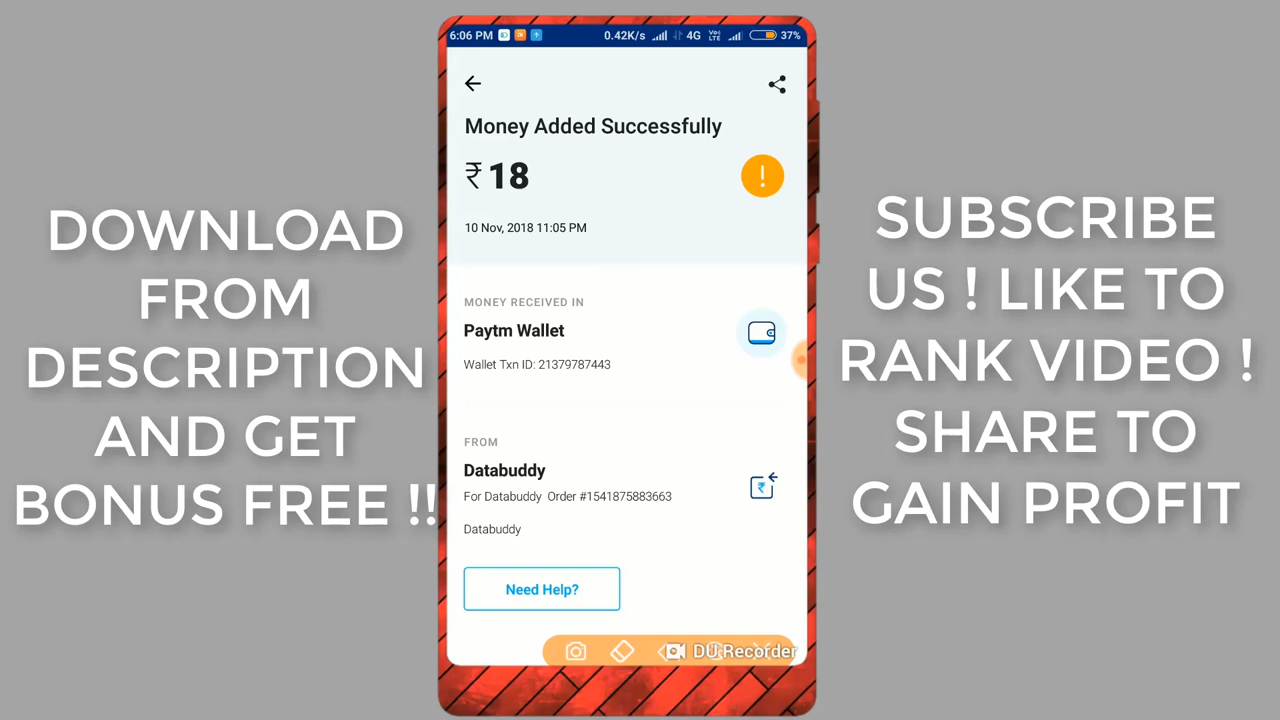 DOWNLOAD
FROM
DESCRIPTION
AND GET
BONUS FREE !!
6:06 PM 0.42K/s 4G VoLTE 37%
Money Added Successfully
₹ 18
!
10 Nov, 2018 11:05 PM
MONEY RECEIVED IN
Paytm Wallet
Wallet Txn ID: 21379787443
FROM
Databuddy
For Databuddy Order #1541875883663
₹
Databuddy
Need Help?
DU Recorder
SUBSCRIBE
US ! LIKE TO
RANK VIDEO !
SHARE TO
GAIN PROFIT